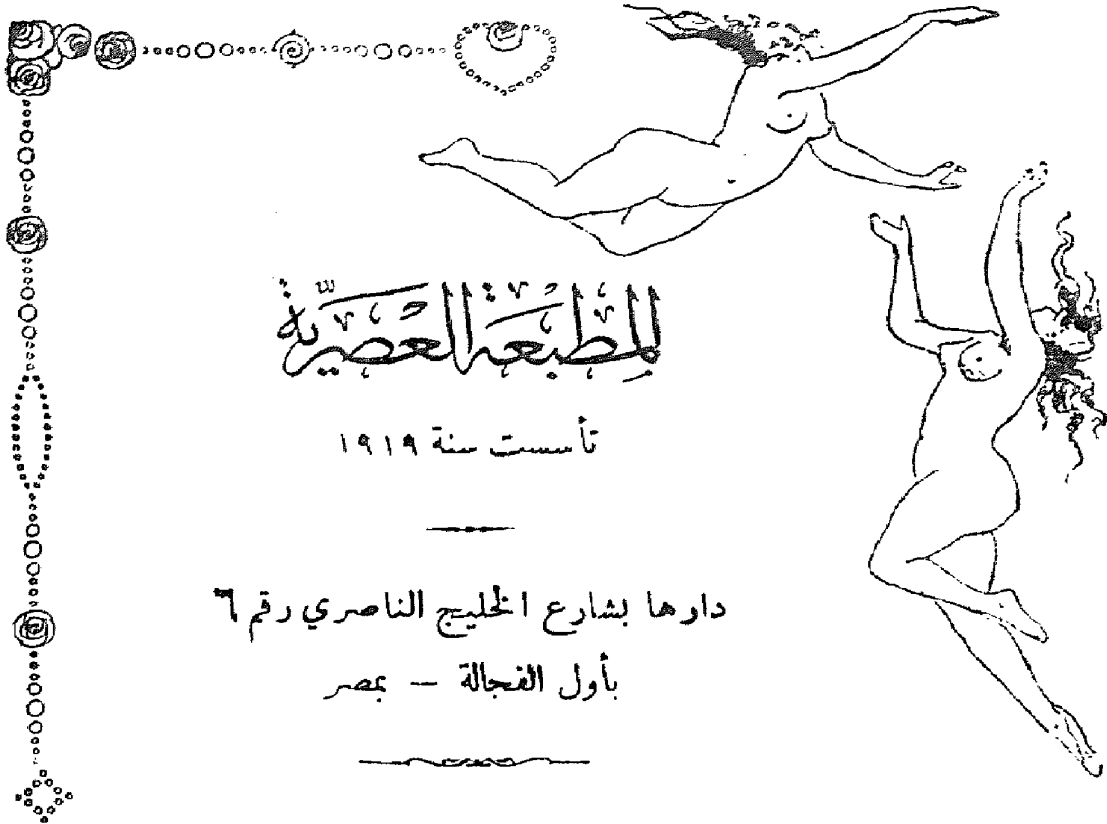 المطبعة العصرية
تأسست سنة ١٩١٩
دارها بشارع الخليج الناصري رقم ٦
بأول الفجالة — بمصر